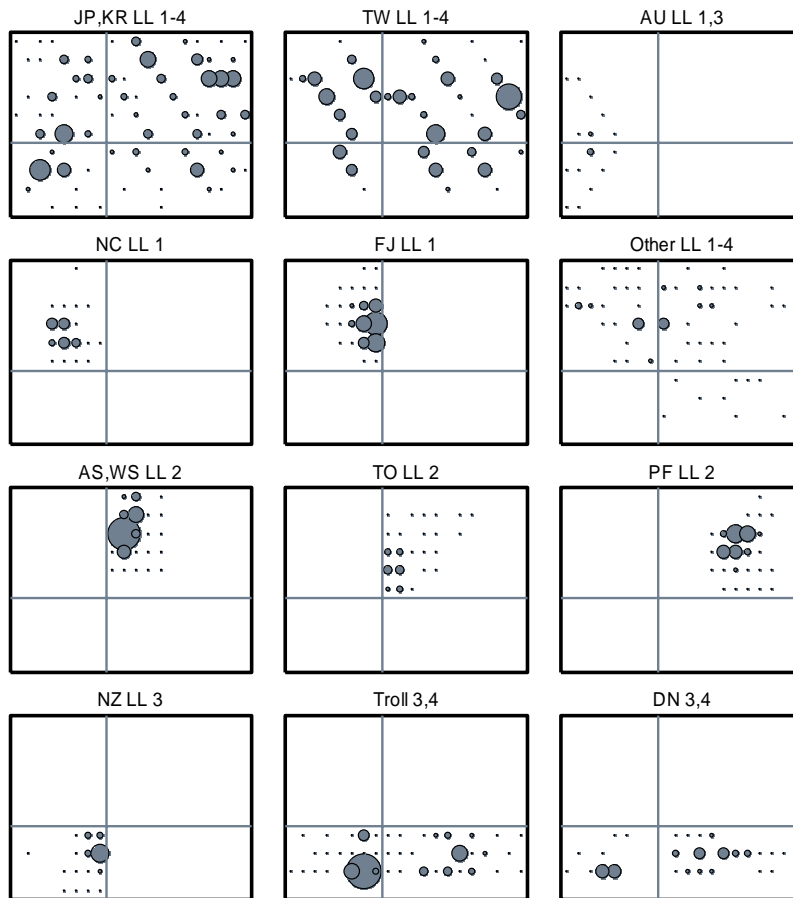 JP,KR LL 1-4
TW LL 1-4
AU LL 1,3
NC LL 1
FJ LL 1
Other LL 1-4
AS,WS LL 2
TO LL 2
PF LL 2
NZ LL 3
Troll 3,4
DN 3,4